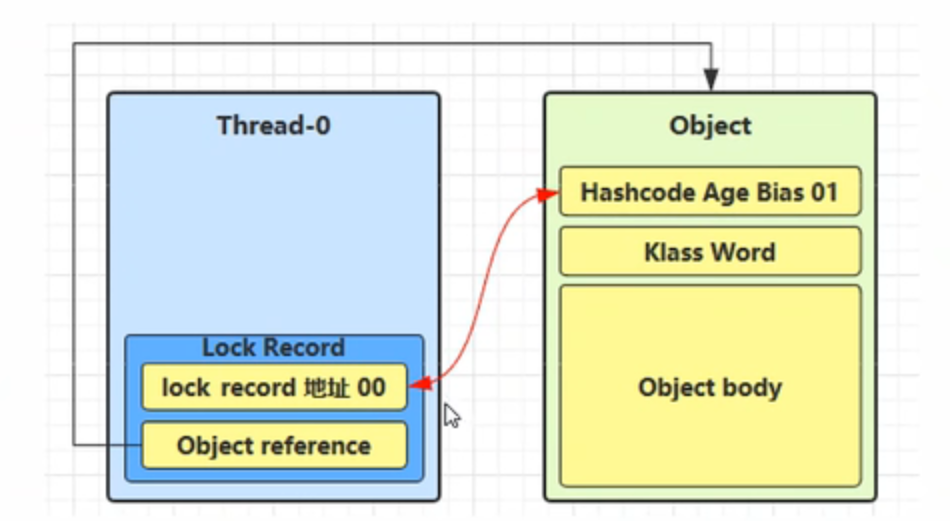 Thread-0
Lock Record
lock record 地址 00
Object reference
Object
Hashcode Age Bias 01
Klass Word
Object body